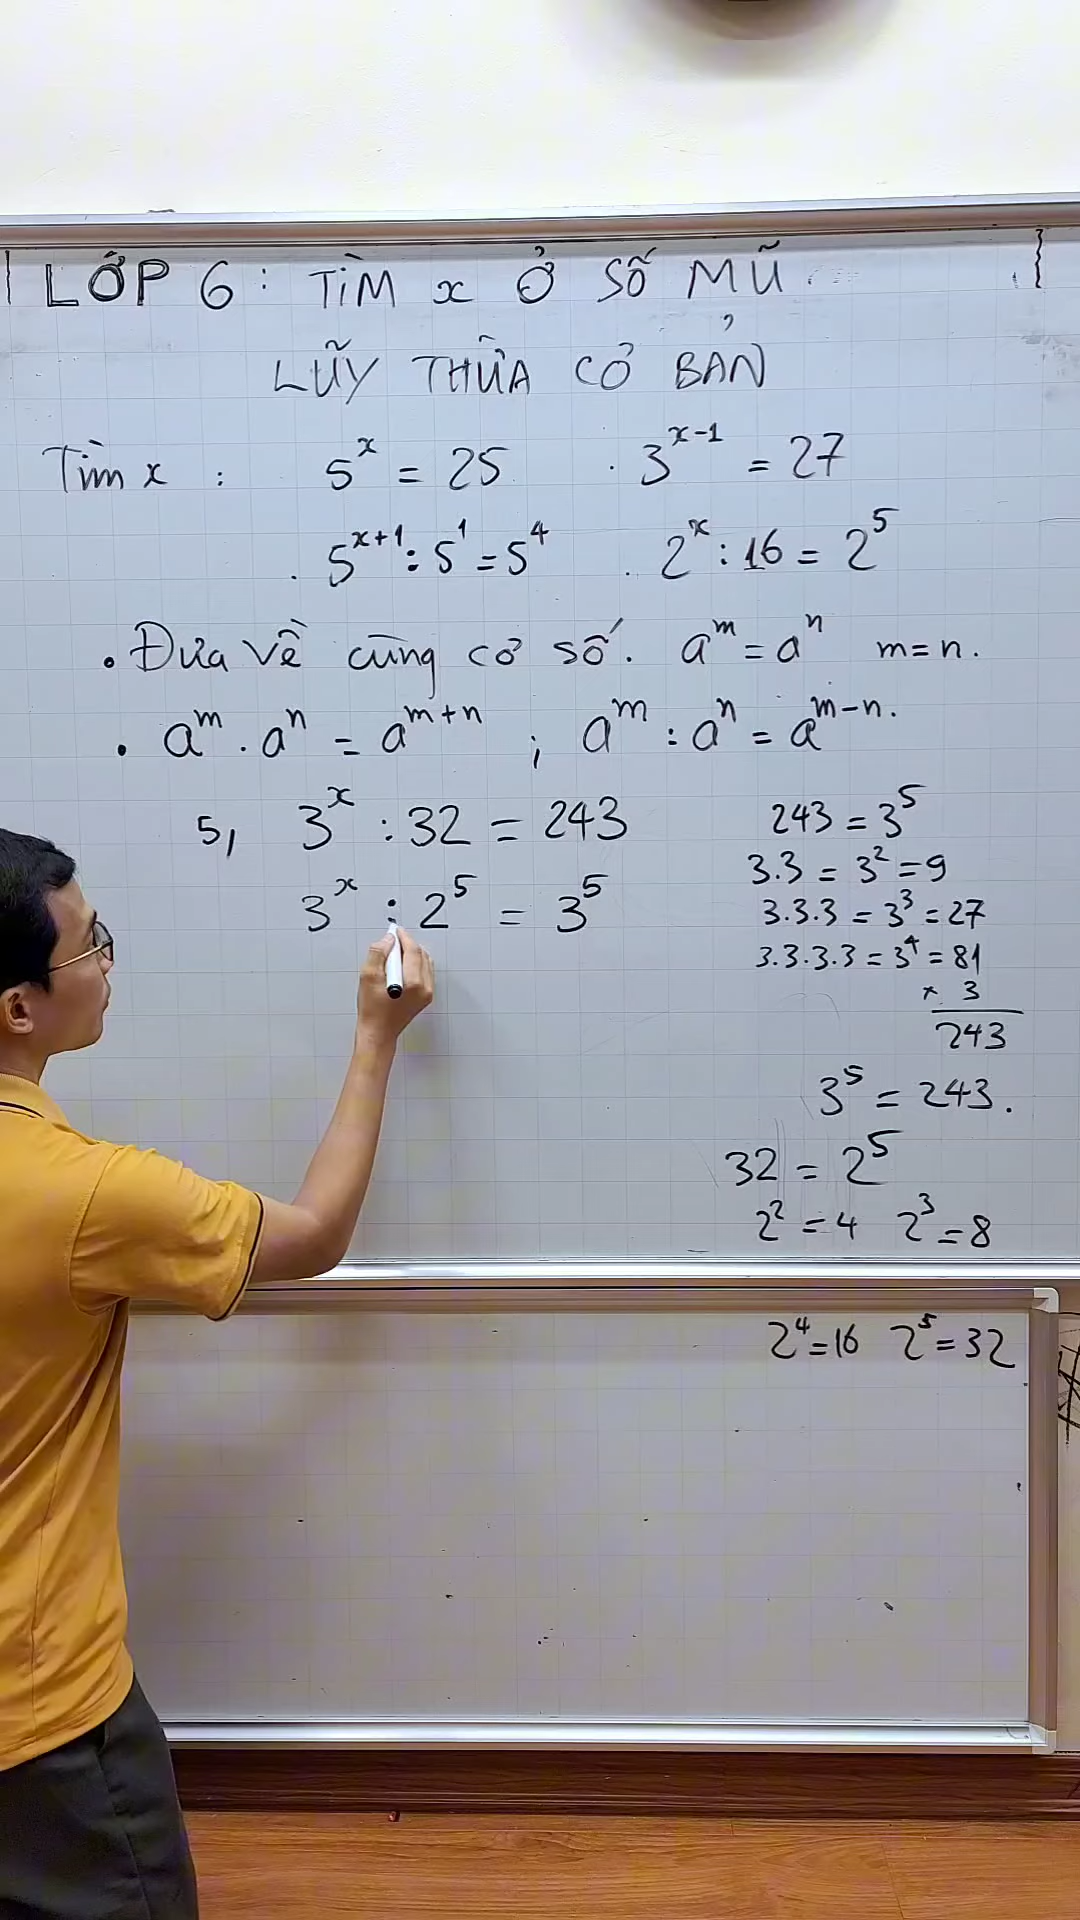 LỚP 6 : TÌM x Ở SỐ MŨ.
LŨY THỪA CƠ BẢN
Tìm x : 5^x = 25 . 3^{x-1} = 27
. 5^{x+1} : 5^1 = 5^4 . 2^x : 16 = 2^5
• Đưa về cùng cơ số. a^m = a^n m = n.
• a^m . a^n = a^{m+n} ; a^m : a^n = a^{m-n}.
5, 3^x : 32 = 243
3^x : 2^5 = 3^5
243 = 3^5
3.3 = 3^2 = 9
3.3.3 = 3^3 = 27
3.3.3.3 = 3^4 = 81
× 3
243
3^5 = 243.
32 = 2^5
2^2 = 4 2^3 = 8
2^4 = 16 2^5 = 32